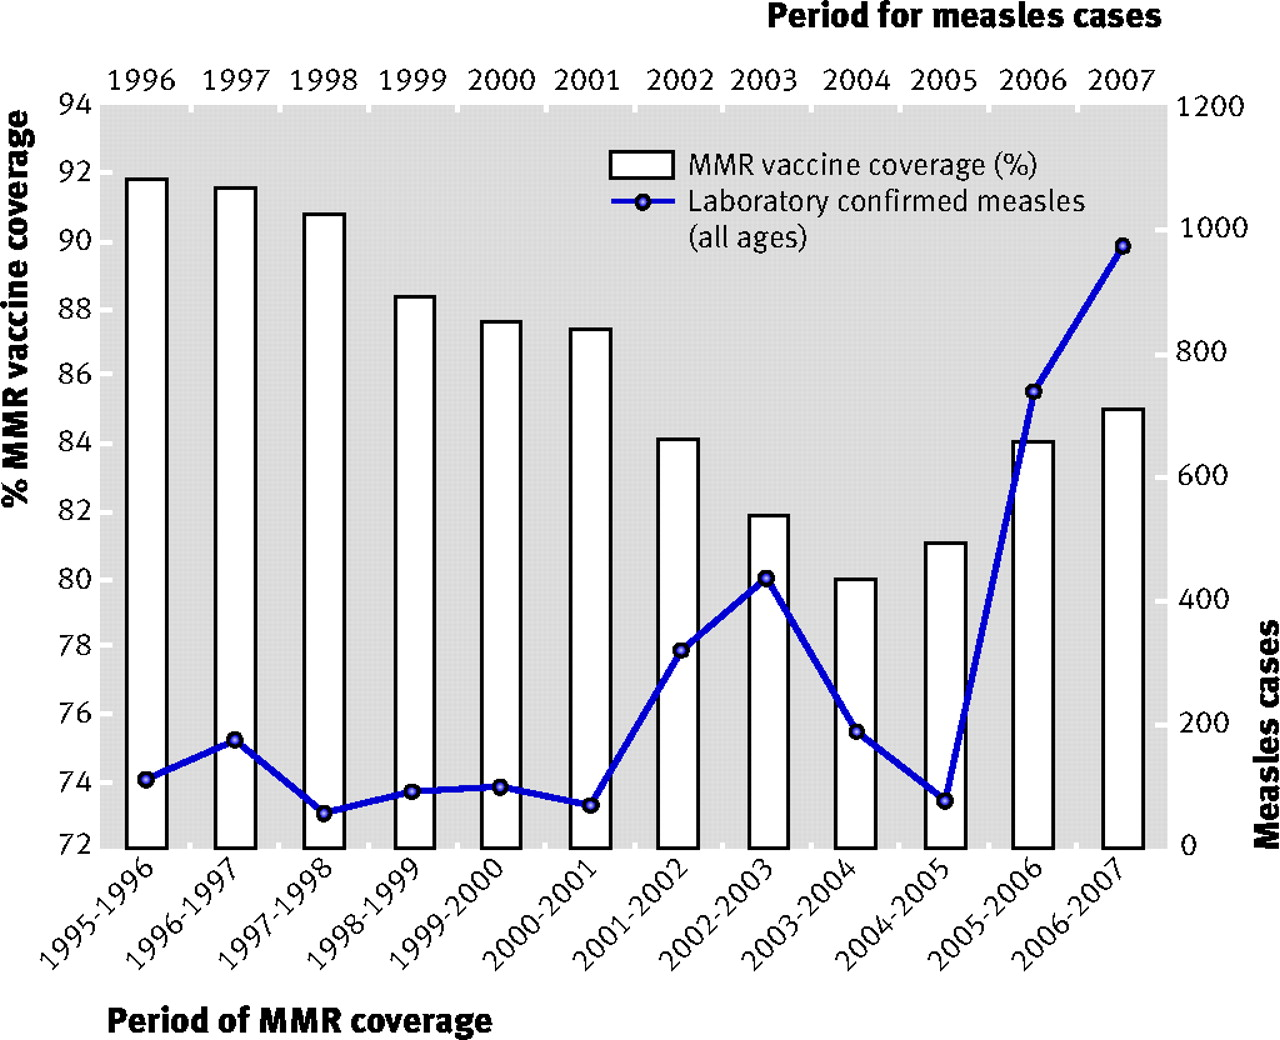 Period for measles cases
1996 1997 1998 1999 2000 2001 2002 2003 2004 2005 2006 2007
% MMR vaccine coverage
94
92
90
88
86
84
82
80
78
76
74
72
MMR vaccine coverage (%)
Laboratory confirmed measles
(all ages)
1200
1000
800
600
400
200
0
Measles cases
1995-1996 1996-1997 1997-1998 1998-1999 1999-2000 2000-2001 2001-2002 2002-2003 2003-2004 2004-2005 2005-2006 2006-2007
Period of MMR coverage